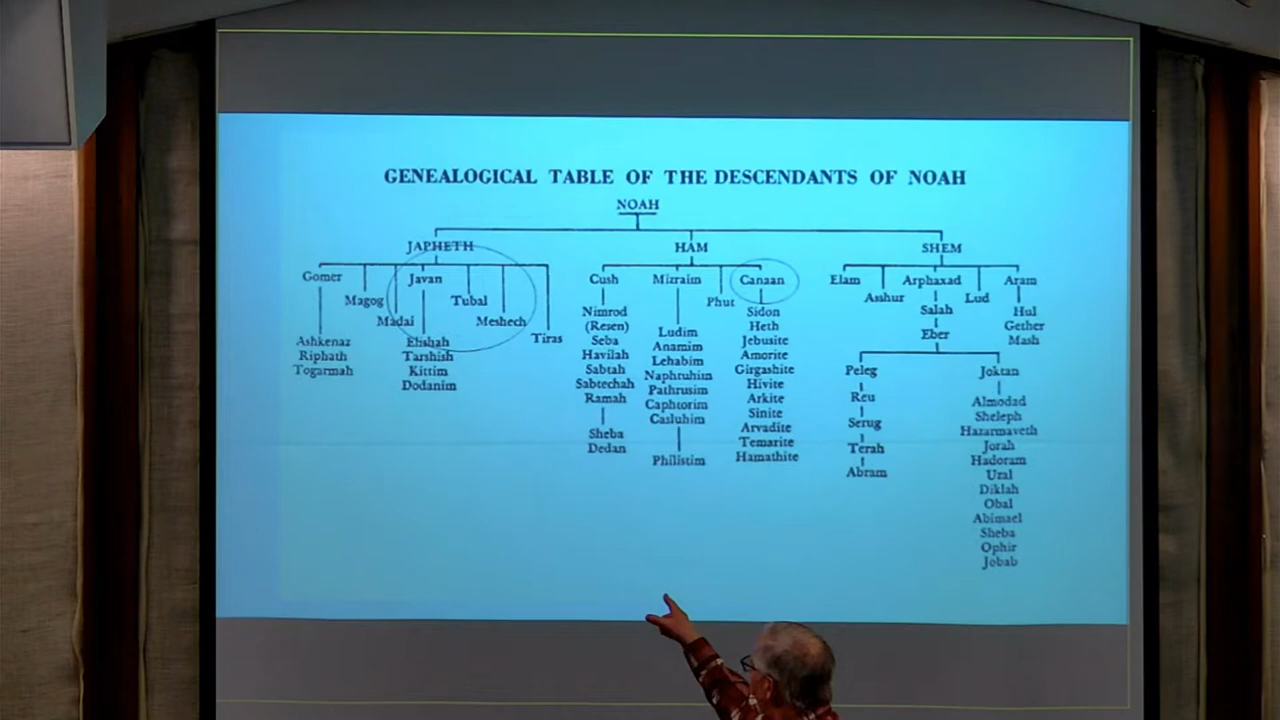 GENEALOGICAL TABLE OF THE DESCENDANTS OF NOAH
NOAH
JAPHETH
HAM
SHEM
Gomer
Magog
Madai
Javan
Tubal
Meshech
Tiras
Ashkenaz
Riphath
Togarmah
Elishah
Tarshish
Kittim
Dodanim
Cush
Mizraim
Phut
Canaan
Nimrod
(Resen)
Seba
Havilah
Sabtah
Sabtechah
Ramah
Sheba
Dedan
Ludim
Anamim
Lehabim
Naphtuhim
Pathrusim
Caphtorim
Casluhim
Philistim
Sidon
Heth
Jebusite
Amorite
Girgashite
Hivite
Arkite
Sinite
Arvadite
Temarite
Hamathite
Elam
Asshur
Arphaxad
Lud
Aram
Salah
Eber
Hul
Gether
Mash
Peleg
Reu
Serug
Terah
Abram
Joktan
Almodad
Sheleph
Hazarmaveth
Jorah
Hadoram
Uzal
Diklah
Obal
Abimael
Sheba
Ophir
Jobab